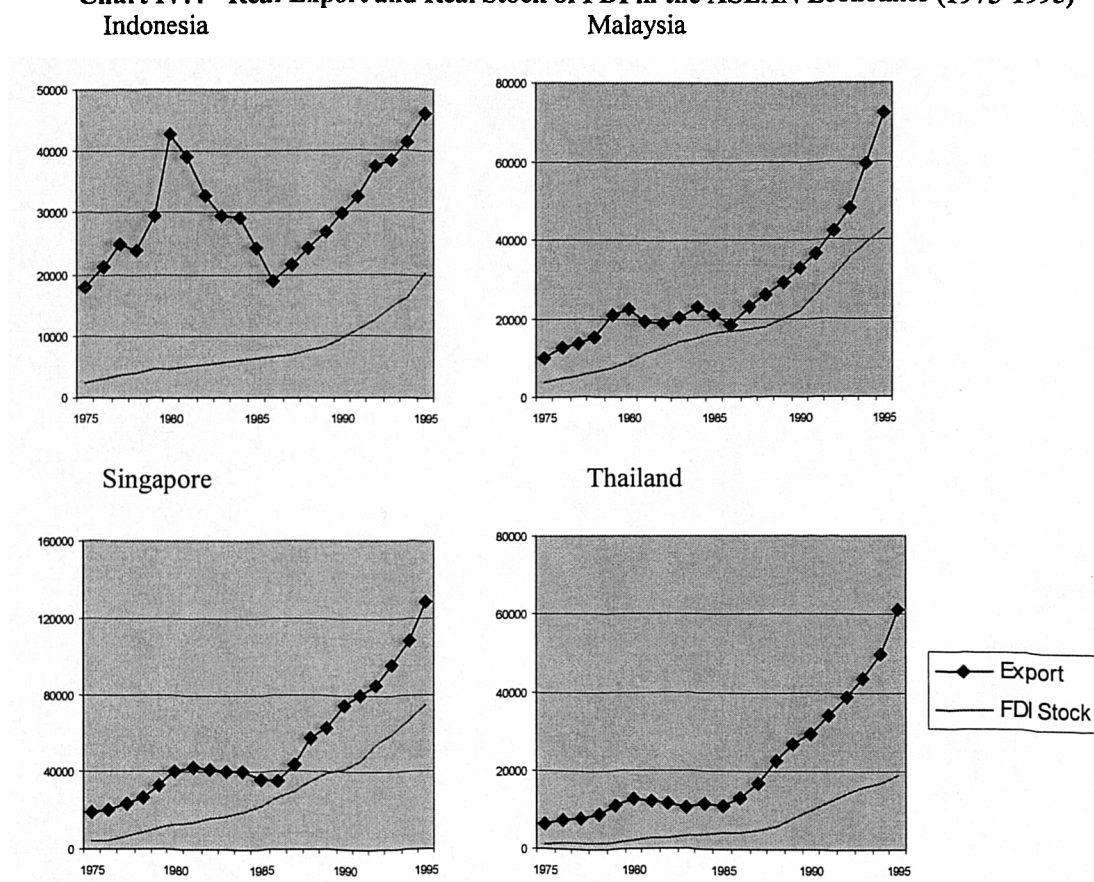 Real Export and Real Stock of FDI in the ASEAN Economies (1975-1995)
Indonesia Malaysia
50000
40000
30000
20000
10000
0
1975 1980 1985 1990 1995
80000
60000
40000
20000
0
1975 1980 1985 1990 1995
Singapore Thailand
160000
120000
80000
40000
0
1975 1980 1985 1990 1995
80000
60000
40000
20000
0
1975 1980 1985 1990 1995
Export
FDI Stock